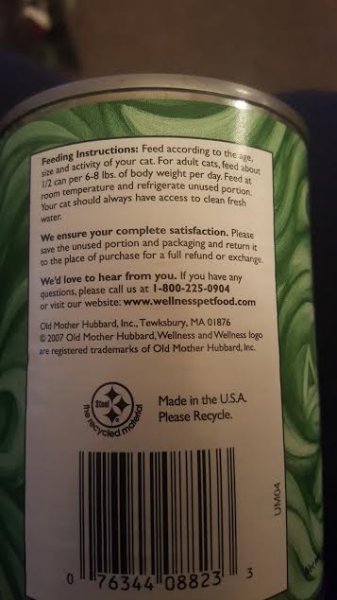 Feeding Instructions: Feed according to the age,
size and activity of your cat. For adult cats, feed about
1/2 can per 6-8 lbs. of body weight per day. Feed at
room temperature and refrigerate unused portion.
Your cat should always have access to clean fresh
water.
We ensure your complete satisfaction. Please
save the unused portion and packaging and return it
to the place of purchase for a full refund or exchange.
We'd love to hear from you. If you have any
questions, please call us at 1-800-225-0904
or visit our website: www.wellnesspetfood.com
Old Mother Hubbard, Inc., Tewksbury, MA 01876
© 2007 Old Mother Hubbard, Wellness and Wellness logo
are registered trademarks of Old Mother Hubbard, Inc.
Steel
the recycled material
Made in the U.S.A.
Please Recycle.
UM04
0 76344 08823 3